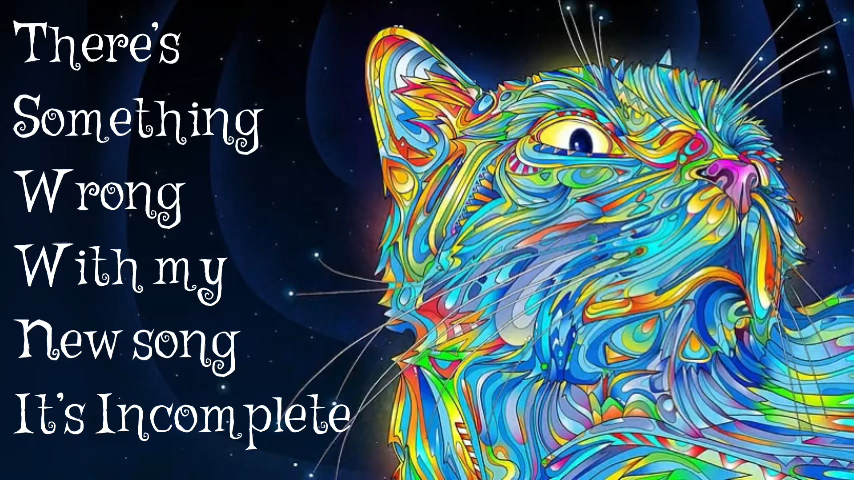 There's
Something
Wrong
With my
New song
It's Incomplete